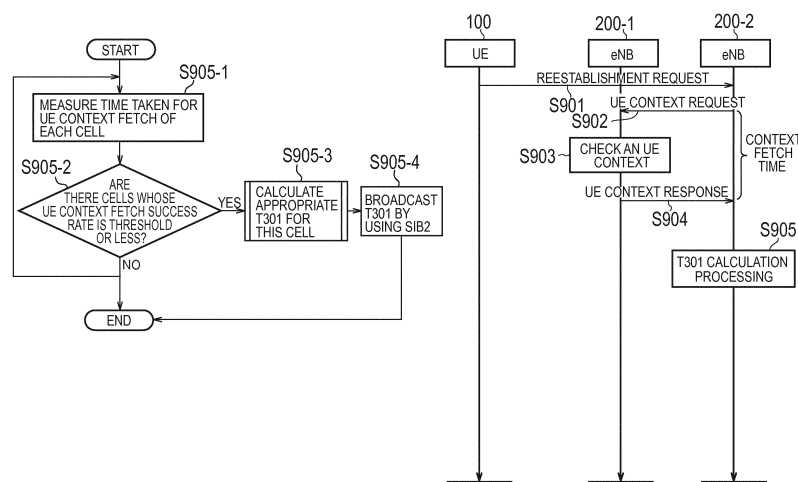 START
S905-1
MEASURE TIME TAKEN FOR
UE CONTEXT FETCH OF
EACH CELL
S905-2
ARE
THERE CELLS WHOSE
UE CONTEXT FETCH SUCCESS
RATE IS THRESHOLD
OR LESS?
YES
NO
S905-3
CALCULATE
APPROPRIATE
T301 FOR
THIS CELL
S905-4
BROADCAST
T301 BY
USING SIB2
END
100
200-1
200-2
UE
eNB
eNB
REESTABLISHMENT REQUEST
S901
UE CONTEXT REQUEST
S902
S903
CHECK AN UE
CONTEXT
CONTEXT
FETCH
TIME
UE CONTEXT RESPONSE
S904
S905
T301 CALCULATION
PROCESSING